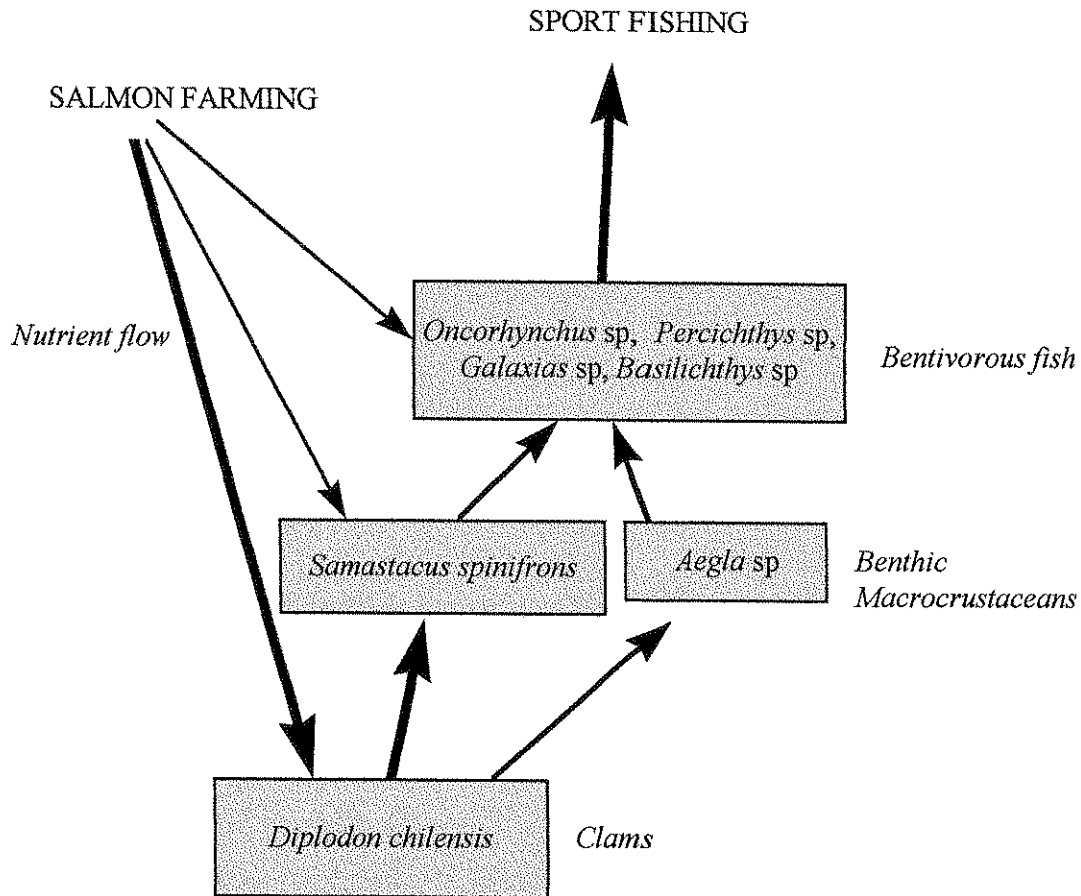 SPORT FISHING
SALMON FARMING
Nutrient flow
Oncorhynchus sp, Percichthys sp,
Galaxias sp, Basilichthys sp
Bentivorous fish
Samastacus spinifrons
Aegla sp
Benthic
Macrocrustaceans
Diplodon chilensis
Clams